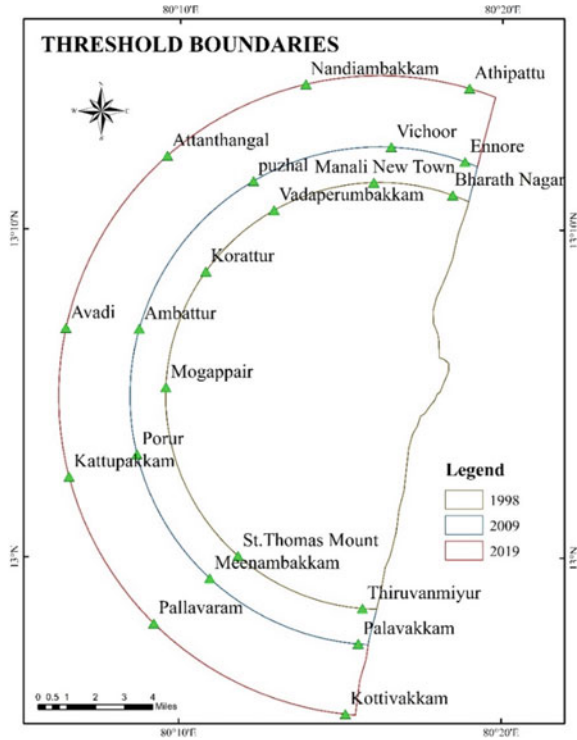 80°10'E 80°20'E
THRESHOLD BOUNDARIES
Nandiambakkam
Athipattu
N
W E
S
Attanthangal
Vichoor
Ennore
puzhal
Manali New Town
Bharath Nagar
Vadaperumbakkam
13°10'N 13°10'N
Korattur
Avadi
Ambattur
Mogappair
Porur
Kattupakkam
Legend
1998
2009
2019
St.Thomas Mount
Meenambakkam
13°N 13°N
Thiruvanmiyur
Pallavaram
Palavakkam
Kottivakkam
0 0.5 1 2 3 4
Miles
80°10'E 80°20'E